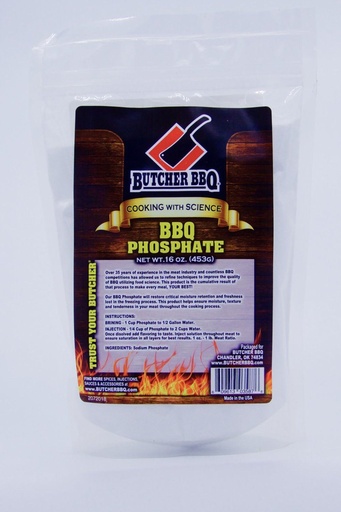 BUTCHER BBQ
COOKING WITH SCIENCE
BBQ
PHOSPHATE
NET WT. 16 OZ. (453G)
TRUST YOUR BUTCHER
Over 35 years of experience in the meat industry and countless BBQ
competitions has allowed us to refine techniques to improve the quality
of BBQ utilizing food science. This product is the cumulative result of
that process to make every meat, YOUR BEST!
Our BBQ Phosphate will restore critical moisture retention and freshness
lost in the freezing process. This product helps ensure moisture, texture
and tenderness in your meat throughout the cooking process.
INSTRUCTIONS:
BRINING - 1 Cup Phosphate to 1/2 Gallon Water.
INJECTION - 1/4 Cup of Phosphate to 2 Cups Water.
Once disolved add flavoring to taste. Inject solution throughout meat to
ensure saturation in all layers for best results. 1 oz. - 1 lb. Meat Ratio.
INGREDIENTS: Sodium Phosphate
FIND MORE SPICES, INJECTIONS,
SAUCES & ACCESSORIES at
www.BUTCHERBBQ.com
2072016
Packaged for
BUTCHER BBQ
CHANDLER, OK 74834
www.BUTCHERBBQ.com
Made in the USA